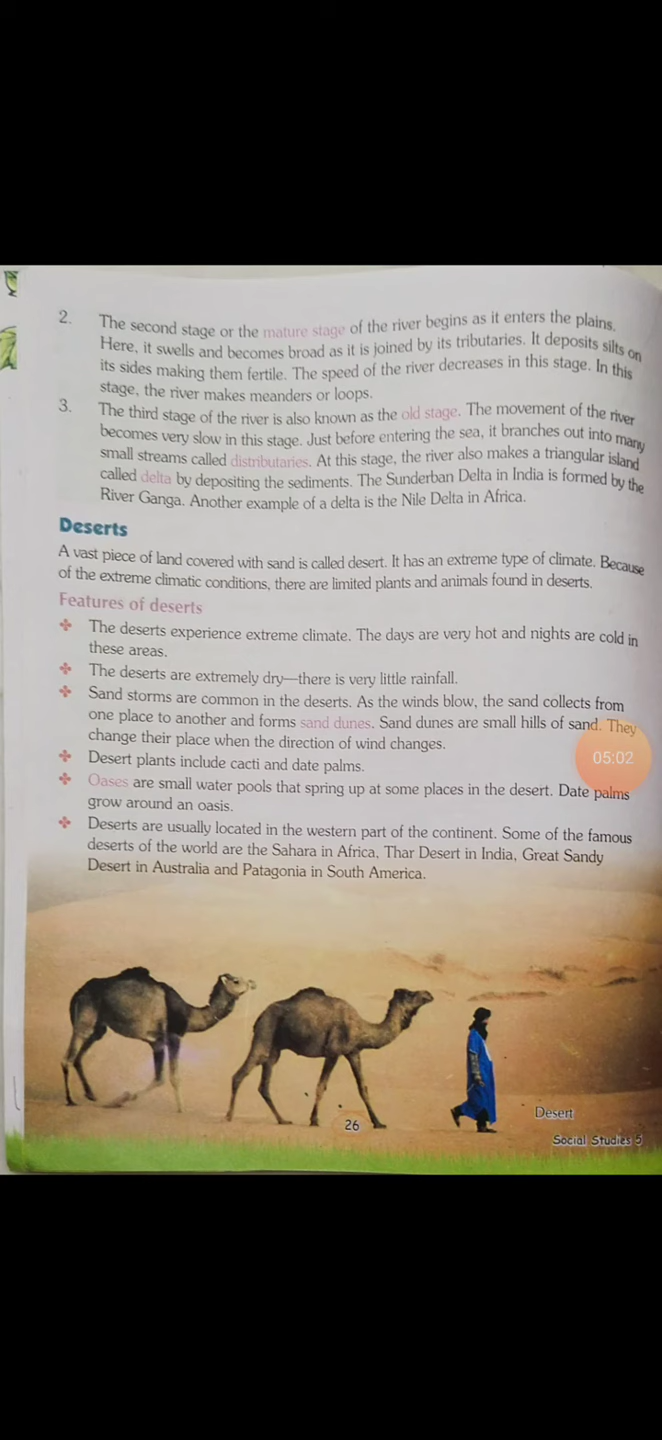 2. The second stage or the mature stage of the river begins as it enters the plains.
Here, it swells and becomes broad as it is joined by its tributaries. It deposits silts on
its sides making them fertile. The speed of the river decreases in this stage. In this
stage, the river makes meanders or loops.
3. The third stage of the river is also known as the old stage. The movement of the river
becomes very slow in this stage. Just before entering the sea, it branches out into many
small streams called distributaries. At this stage, the river also makes a triangular island
called delta by depositing the sediments. The Sunderban Delta in India is formed by the
River Ganga. Another example of a delta is the Nile Delta in Africa.
Deserts
A vast piece of land covered with sand is called desert. It has an extreme type of climate. Because
of the extreme climatic conditions, there are limited plants and animals found in deserts.
Features of deserts
The deserts experience extreme climate. The days are very hot and nights are cold in
these areas.
The deserts are extremely dry—there is very little rainfall.
Sand storms are common in the deserts. As the winds blow, the sand collects from
one place to another and forms sand dunes. Sand dunes are small hills of sand. They
change their place when the direction of wind changes.
05:02
Desert plants include cacti and date palms.
Oases are small water pools that spring up at some places in the desert. Date palms
grow around an oasis.
Deserts are usually located in the western part of the continent. Some of the famous
deserts of the world are the Sahara in Africa, Thar Desert in India, Great Sandy
Desert in Australia and Patagonia in South America.
Desert
26
Social Studies 5